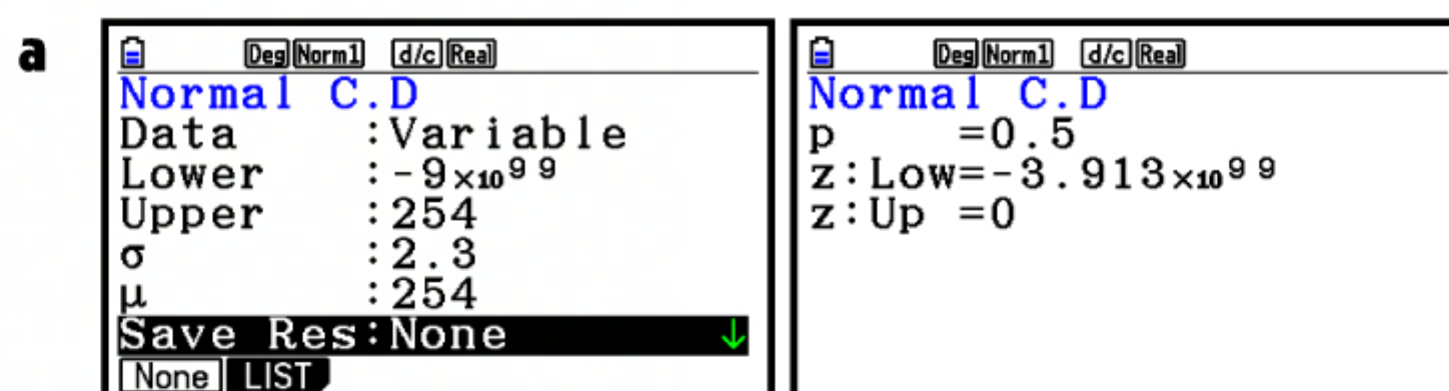 a
Deg Norm1 d/c Real
Normal C.D
Data :Variable
Lower :-9×10⁹⁹
Upper :254
σ :2.3
μ :254
Save Res:None ↓
None LIST
Deg Norm1 d/c Real
Normal C.D
p =0.5
z:Low=-3.913×10⁹⁹
z:Up =0